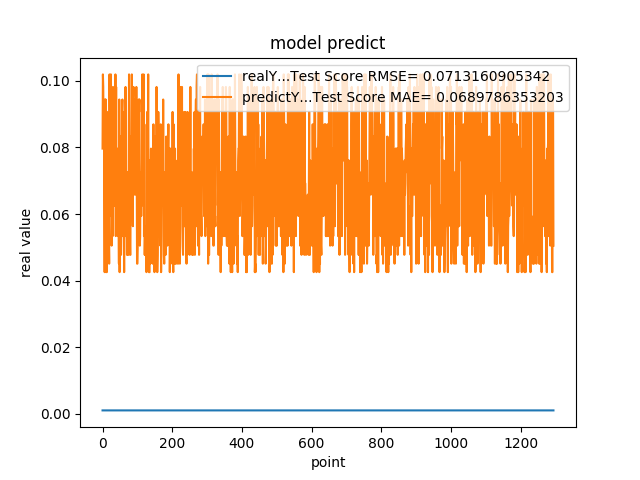 model predict
realY...Test Score RMSE= 0.0713160905342
predictY...Test Score MAE= 0.0689786353203
0.10
0.08
0.06
0.04
0.02
0.00
real value
0 200 400 600 800 1000 1200
point